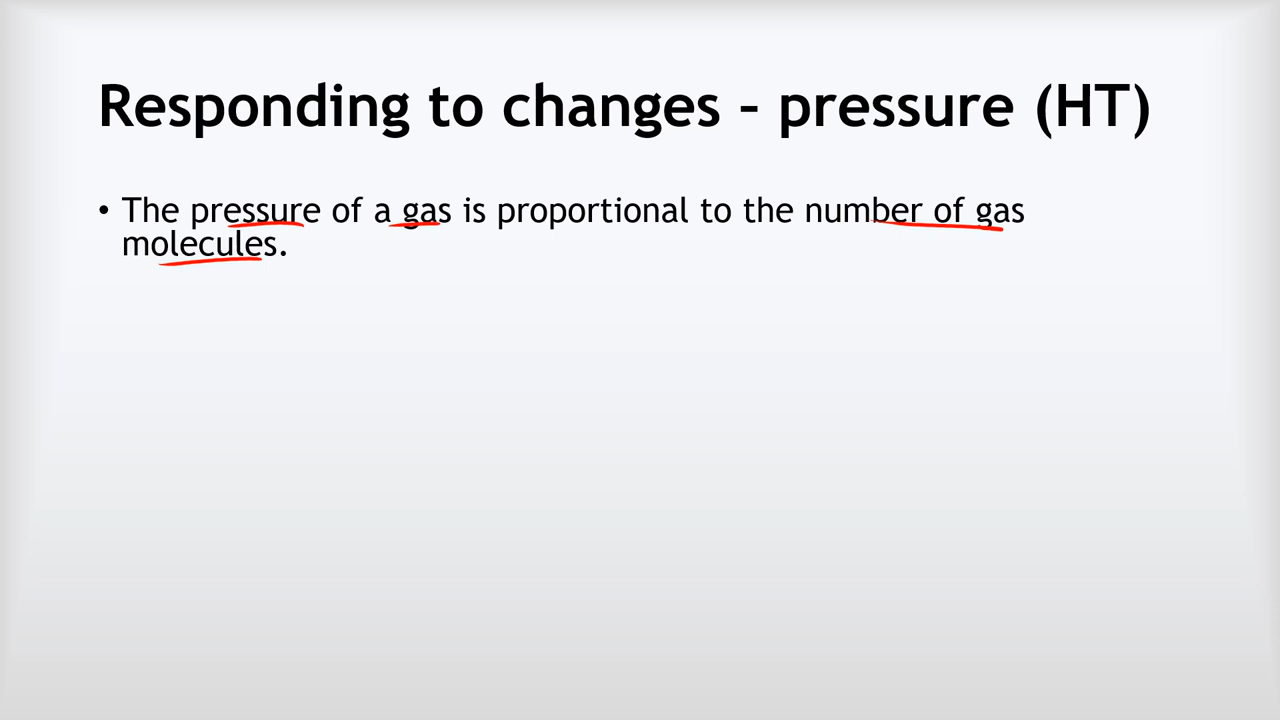 Responding to changes – pressure (HT)
• The pressure of a gas is proportional to the number of gas
molecules.